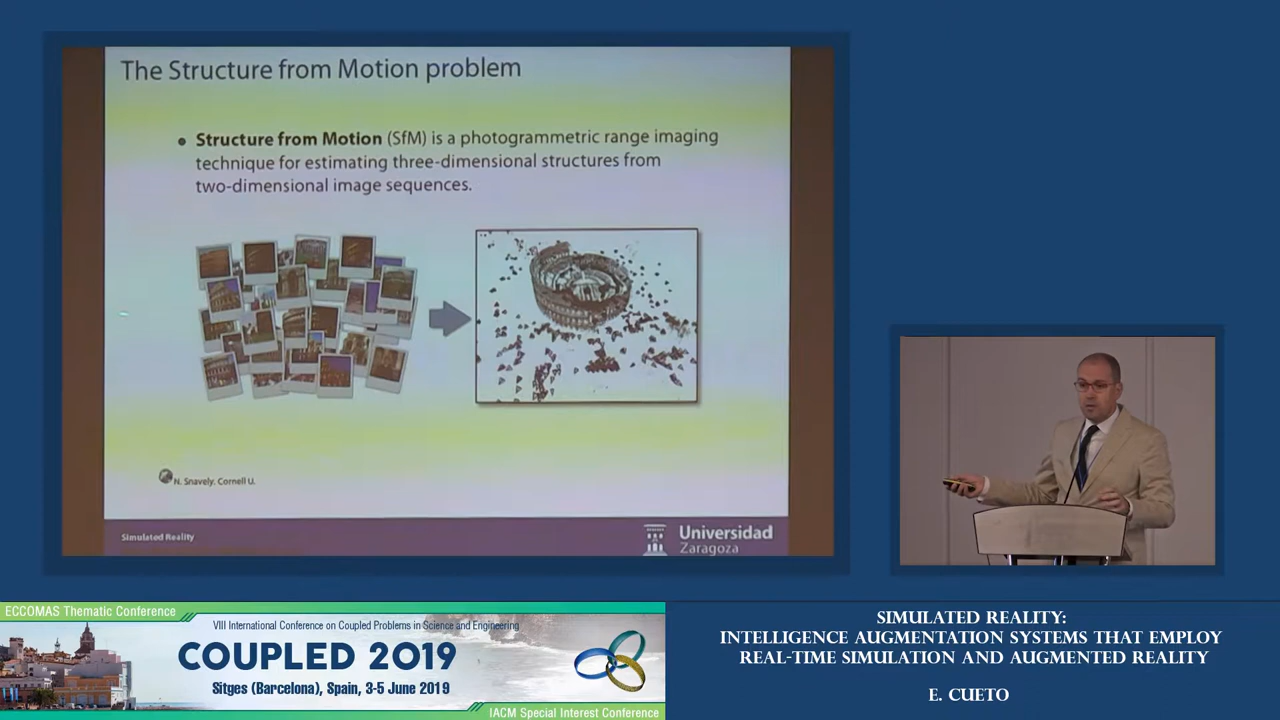 The Structure from Motion problem
Structure from Motion (SfM) is a photogrammetric range imaging
technique for estimating three-dimensional structures from
two-dimensional image sequences.
N. Snavely. Cornell U.
Simulated Reality
Universidad
Zaragoza
ECCOMAS Thematic Conference
VIII International Conference on Coupled Problems in Science and Engineering
COUPLED 2019
Sitges (Barcelona), Spain, 3-5 June 2019
IACM Special Interest Conference
SIMULATED REALITY:
INTELLIGENCE AUGMENTATION SYSTEMS THAT EMPLOY
REAL-TIME SIMULATION AND AUGMENTED REALITY
E. CUETO